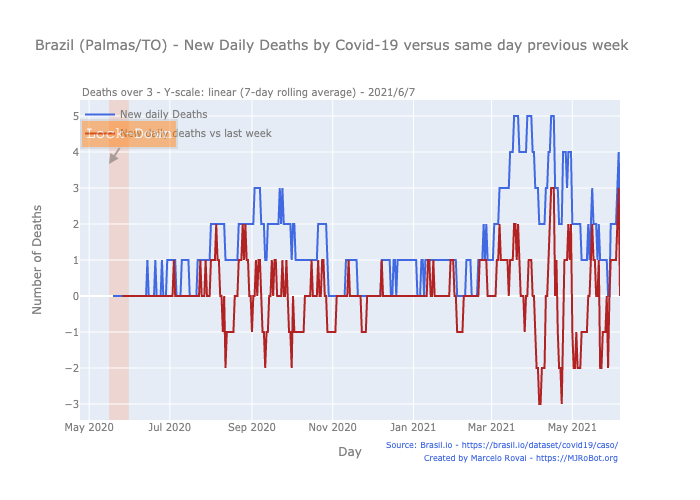 Brazil (Palmas/TO) - New Daily Deaths by Covid-19 versus same day previous week
Deaths over 3 - Y-scale: linear (7-day rolling average) - 2021/6/7
New daily Deaths
Lock Down
New daily deaths vs last week
5
4
3
2
1
0
−1
−2
−3
Number of Deaths
May 2020
Jul 2020
Sep 2020
Nov 2020
Jan 2021
Mar 2021
May 2021
Day
Source: Brasil.io - https://brasil.io/dataset/covid19/caso/
Created by Marcelo Rovai - https://MJRoBot.org